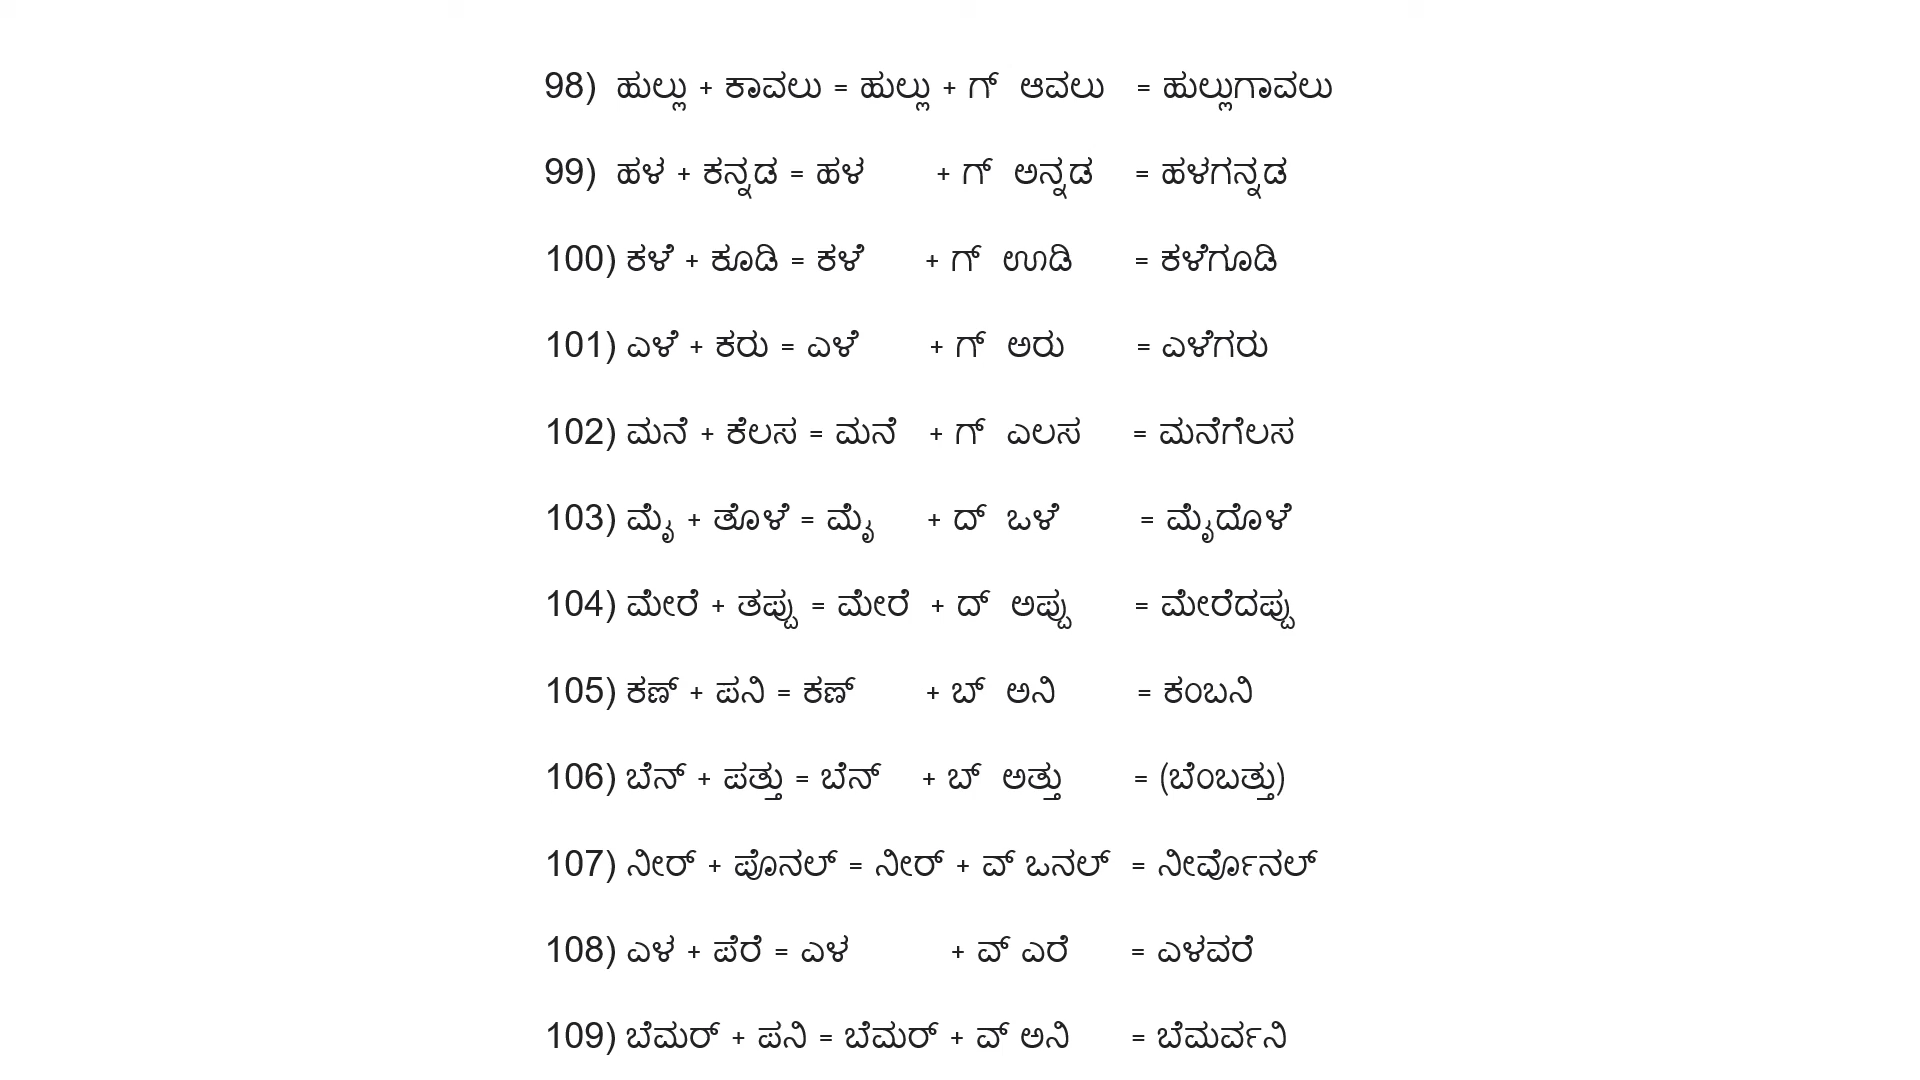 98) ಹುಲ್ಲು + ಕಾವಲು = ಹುಲ್ಲು + ಗ್ ಆವಲು = ಹುಲ್ಲುಗಾವಲು
99) ಹಳ + ಕನ್ನಡ = ಹಳ + ಗ್ ಅನ್ನಡ = ಹಳಗನ್ನಡ
100) ಕಳೆ + ಕೂಡಿ = ಕಳೆ + ಗ್ ಊಡಿ = ಕಳೆಗೂಡಿ
101) ಎಳೆ + ಕರು = ಎಳೆ + ಗ್ ಅರು = ಎಳೆಗರು
102) ಮನೆ + ಕೆಲಸ = ಮನೆ + ಗ್ ಎಲಸ = ಮನೆಗೆಲಸ
103) ಮೈ + ತೊಳೆ = ಮೈ + ದ್ ಒಳೆ = ಮೈದೊಳೆ
104) ಮೇರೆ + ತಪ್ಪು = ಮೇರೆ + ದ್ ಅಪ್ಪು = ಮೇರೆದಪ್ಪು
105) ಕಣ್ + ಪನಿ = ಕಣ್ + ಬ್ ಅನಿ = ಕಂಬನಿ
106) ಬೆನ್ + ಪತ್ತು = ಬೆನ್ + ಬ್ ಅತ್ತು = (ಬೆಂಬತ್ತು)
107) ನೀರ್ + ಪೊನಲ್ = ನೀರ್ + ವ್ ಒನಲ್ = ನೀರ್ವೊನಲ್
108) ಎಳ + ಪೆರೆ = ಎಳ + ವ್ ಎರೆ = ಎಳವರೆ
109) ಬೆಮರ್ + ಪನಿ = ಬೆಮರ್ + ವ್ ಅನಿ = ಬೆಮರ್ವನಿ